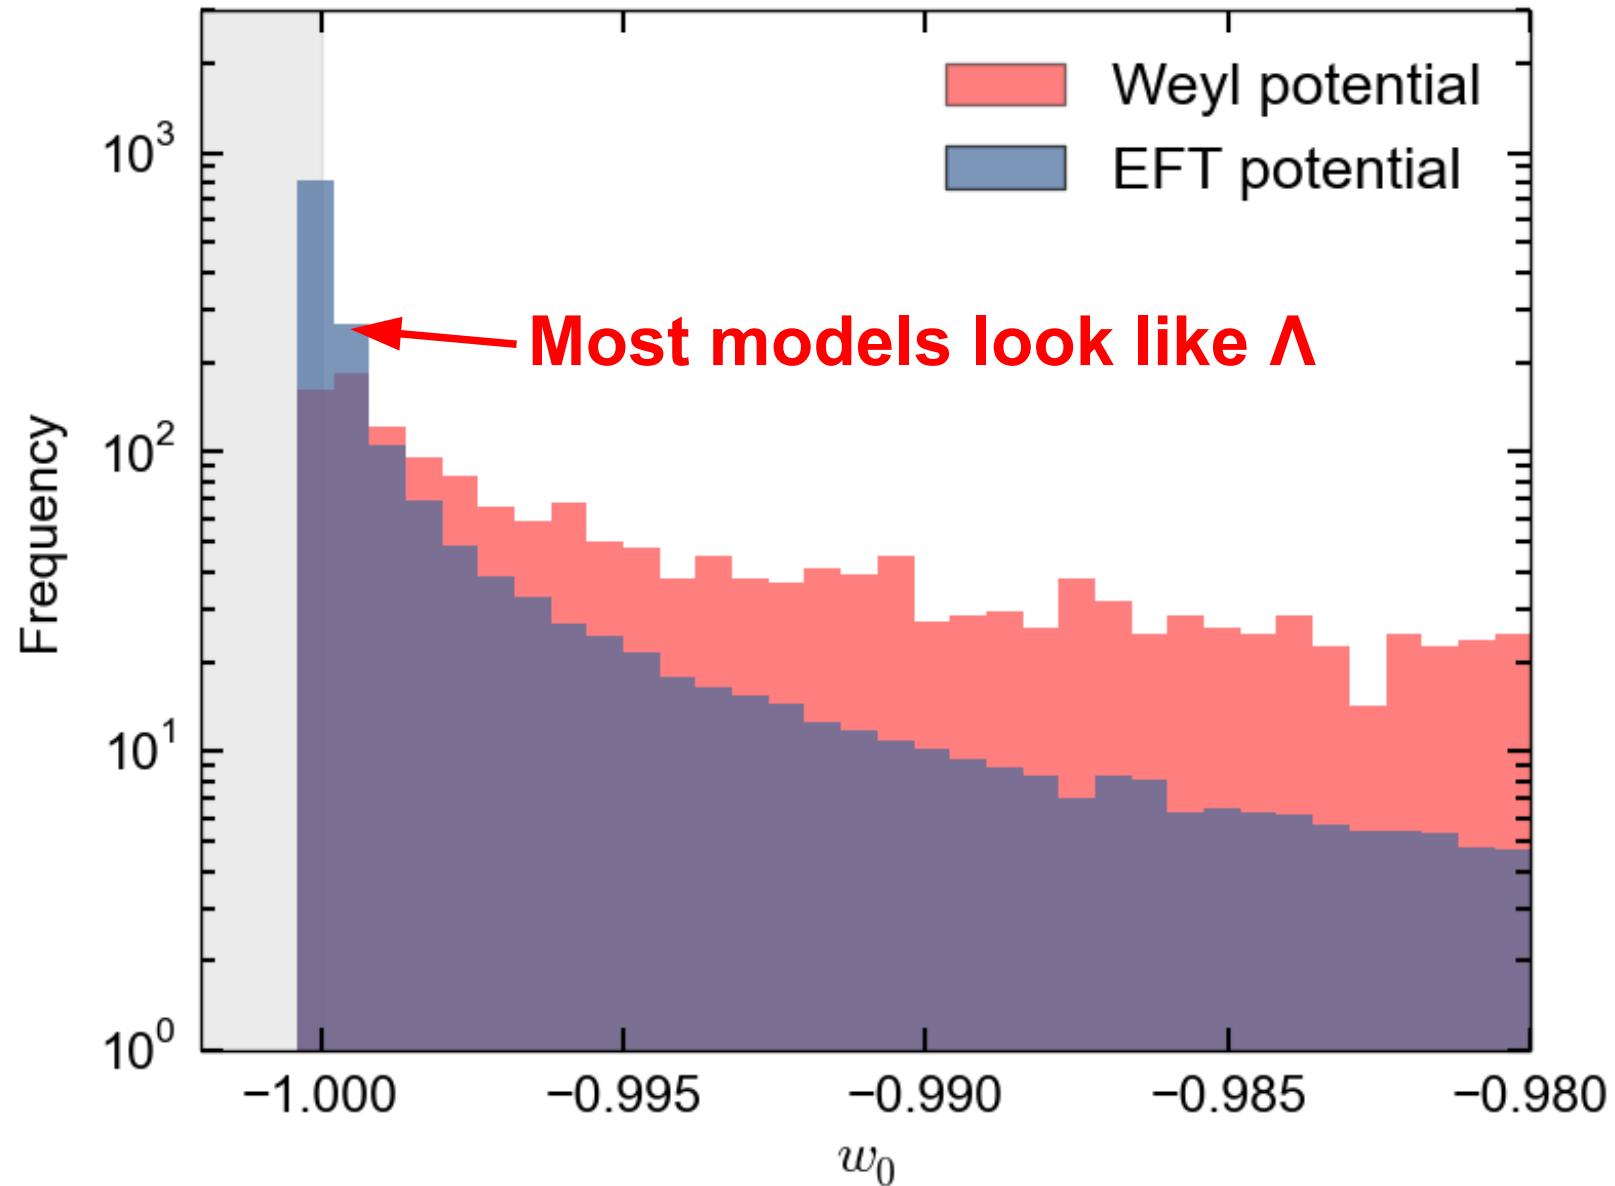 Weyl potential
EFT potential
10³
Most models look like Λ
10²
Frequency
10¹
10⁰
−1.000 −0.995 −0.990 −0.985 −0.980
w₀